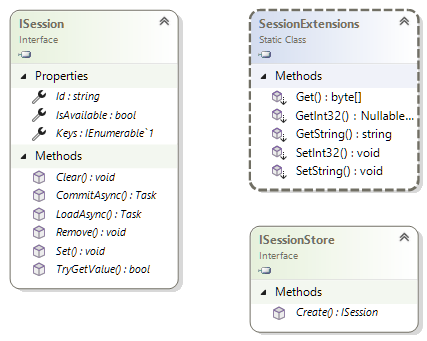 ISession
Interface
Properties
Id : string
IsAvailable : bool
Keys : IEnumerable`1
Methods
Clear() : void
CommitAsync() : Task
LoadAsync() : Task
Remove() : void
Set() : void
TryGetValue() : bool
SessionExtensions
Static Class
Methods
Get() : byte[]
GetInt32() : Nullable...
GetString() : string
SetInt32() : void
SetString() : void
ISessionStore
Interface
Methods
Create() : ISession